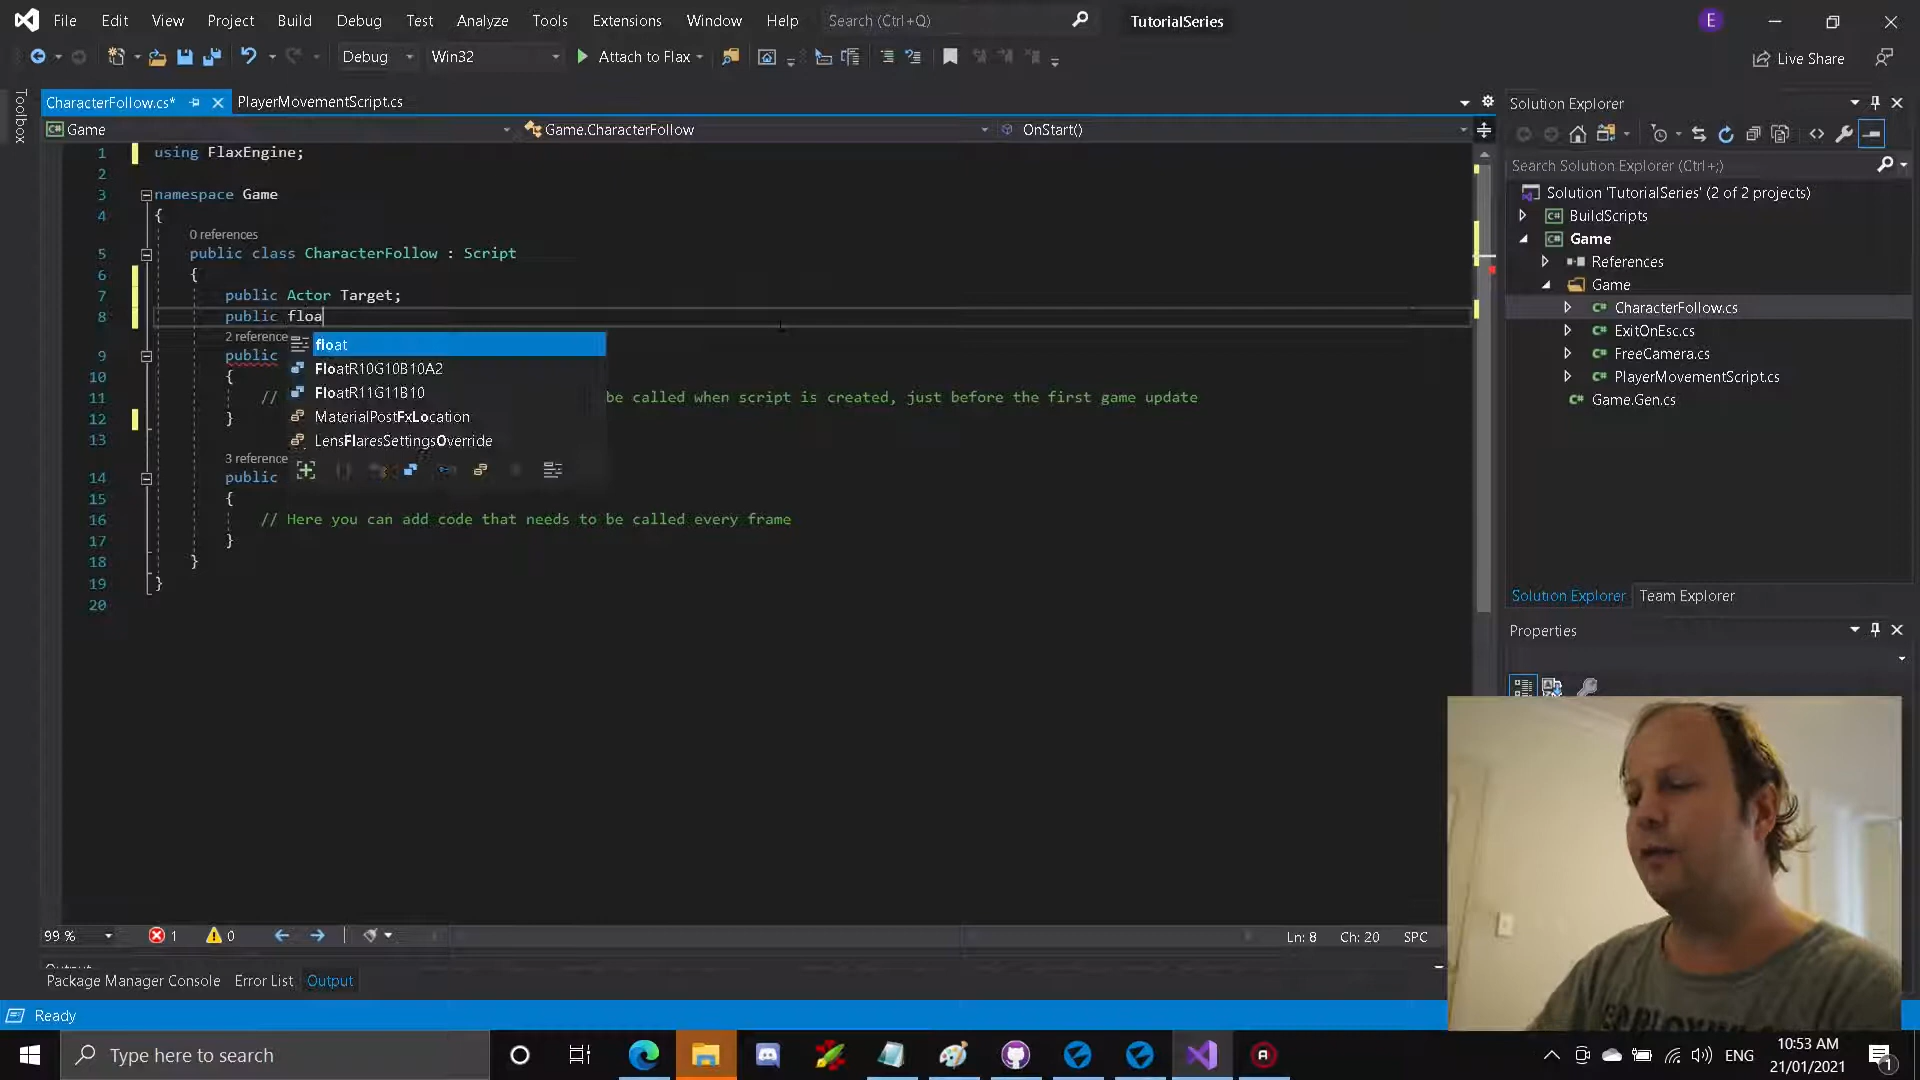 File Edit View Project Build Debug Test Analyze Tools Extensions Window Help Search (Ctrl+Q) TutorialSeries E
Debug Win32 Attach to Flax Live Share
Toolbox
CharacterFollow.cs* PlayerMovementScript.cs
Game Game.CharacterFollow OnStart()
1 using FlaxEngine;
2
3 namespace Game
4 {
0 references
5 public class CharacterFollow : Script
6 {
7 public Actor Target;
8 public floa
2 reference
9 public
10 {
11 // be called when script is created, just before the first game update
12 }
13
3 reference
14 public
15 {
16 // Here you can add code that needs to be called every frame
17 }
18 }
19 }
20
float
FloatR10G10B10A2
FloatR11G11B10
MaterialPostFxLocation
LensFlaresSettingsOverride
99 % 1 0 Ln: 8 Ch: 20 SPC
Output
Package Manager Console Error List Output
Ready
Solution Explorer
Search Solution Explorer (Ctrl+;)
Solution 'TutorialSeries' (2 of 2 projects)
BuildScripts
Game
References
Game
CharacterFollow.cs
ExitOnEsc.cs
FreeCamera.cs
PlayerMovementScript.cs
Game.Gen.cs
Solution Explorer Team Explorer
Properties
Type here to search
ENG
10:53 AM
21/01/2021
1